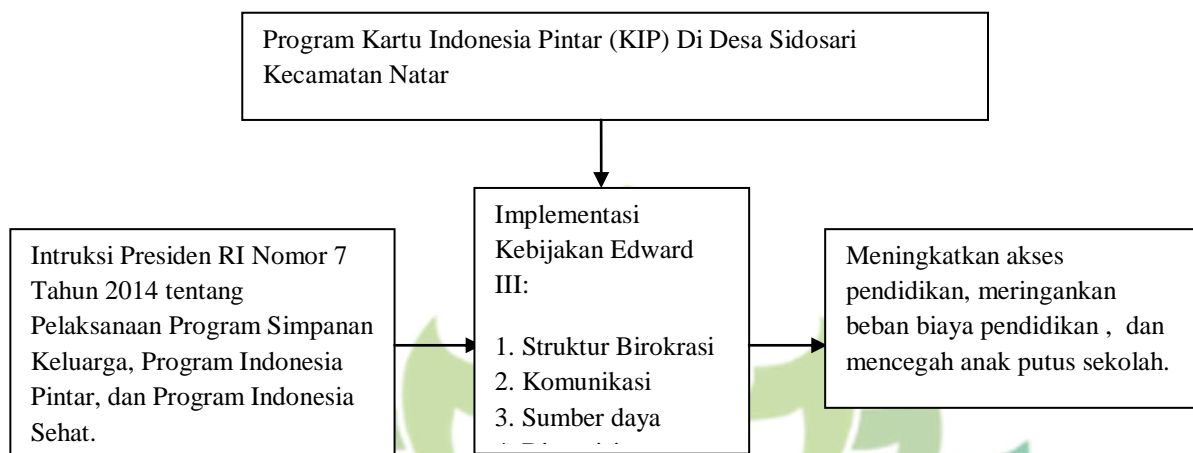 Program Kartu Indonesia Pintar (KIP) Di Desa Sidosari
Kecamatan Natar
Intruksi Presiden RI Nomor 7
Tahun 2014 tentang
Pelaksanaan Program Simpanan
Keluarga, Program Indonesia
Pintar, dan Program Indonesia
Sehat.
Implementasi
Kebijakan Edward
III:
1. Struktur Birokrasi
2. Komunikasi
3. Sumber daya
Meningkatkan akses
pendidikan, meringankan
beban biaya pendidikan , dan
mencegah anak putus sekolah.